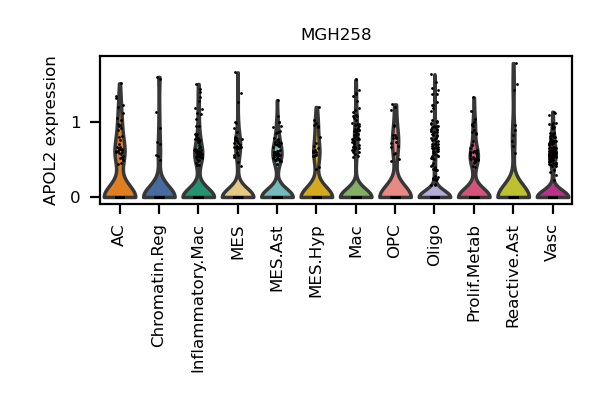 MGH258
APOL2 expression
1
0
AC
Chromatin.Reg
Inflammatory.Mac
MES
MES.Ast
MES.Hyp
Mac
OPC
Oligo
Prolif.Metab
Reactive.Ast
Vasc